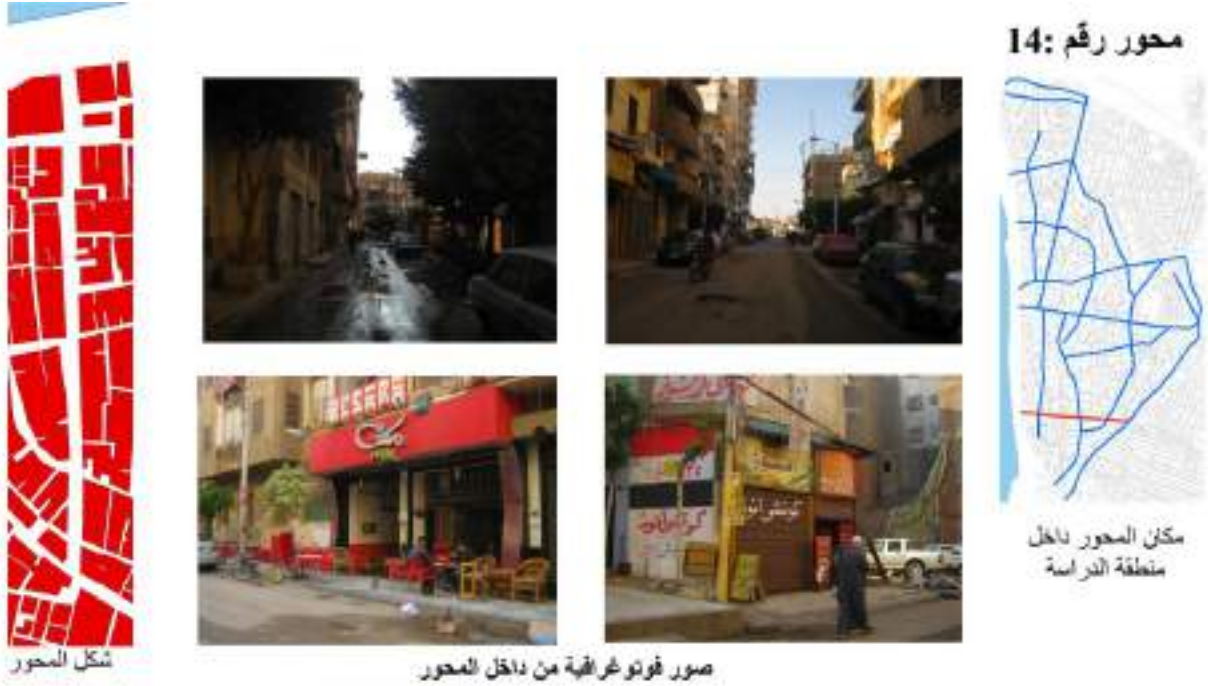 محور رقم :14
مكان المحور داخل
منطقة الدراسة
شكل المحور
صور فوتوغرافية من داخل المحور